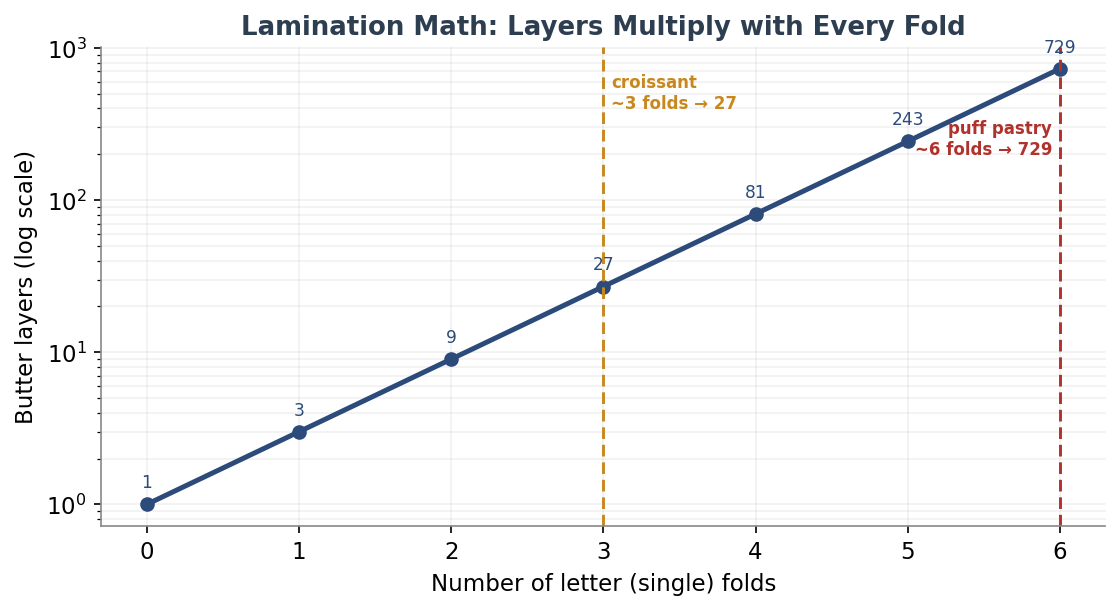 Lamination Math: Layers Multiply with Every Fold
Butter layers (log scale)
10³
10²
10¹
10⁰
1
3
9
27
81
243
729
croissant
~3 folds → 27
puff pastry
~6 folds → 729
0 1 2 3 4 5 6
Number of letter (single) folds